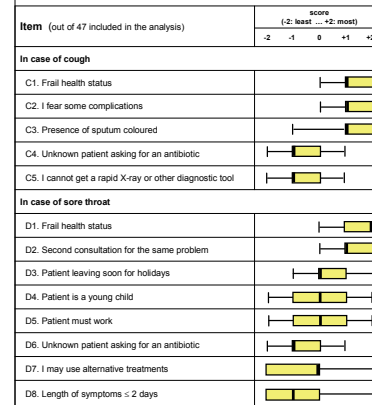 score
Item (out of 47 included in the analysis)
(-2: least … +2: most)
-2 -1 0 +1
In case of cough
C1. Frail health status
C2. I fear some complications
C3. Presence of sputum coloured
C4. Unknown patient asking for an antibiotic
C5. I cannot get a rapid X-ray or other diagnostic tool
In case of sore throat
D1. Frail health status
D2. Second consultation for the same problem
D3. Patient leaving soon for holidays
D4. Patient is a young child
D5. Patient must work
D6. Unknown patient asking for an antibiotic
D7. I may use alternative treatments
D8. Length of symptoms ≤ 2 days